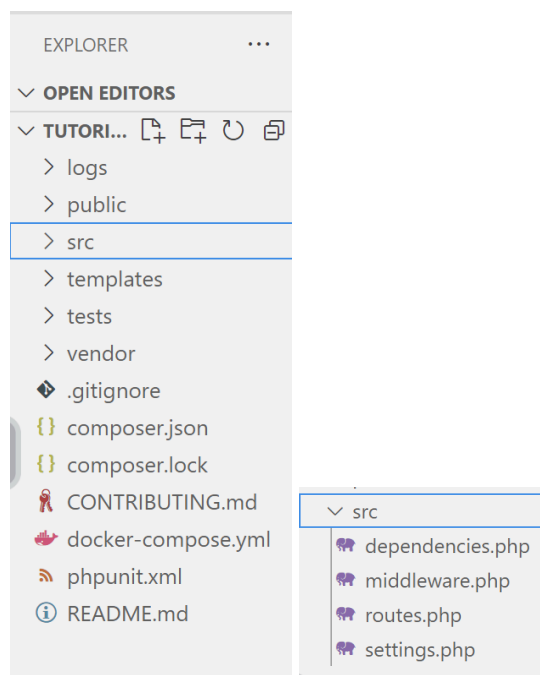 EXPLORER
OPEN EDITORS
TUTORI...
logs
public
src
templates
tests
vendor
.gitignore
composer.json
composer.lock
CONTRIBUTING.md
docker-compose.yml
phpunit.xml
README.md
src
dependencies.php
middleware.php
routes.php
settings.php